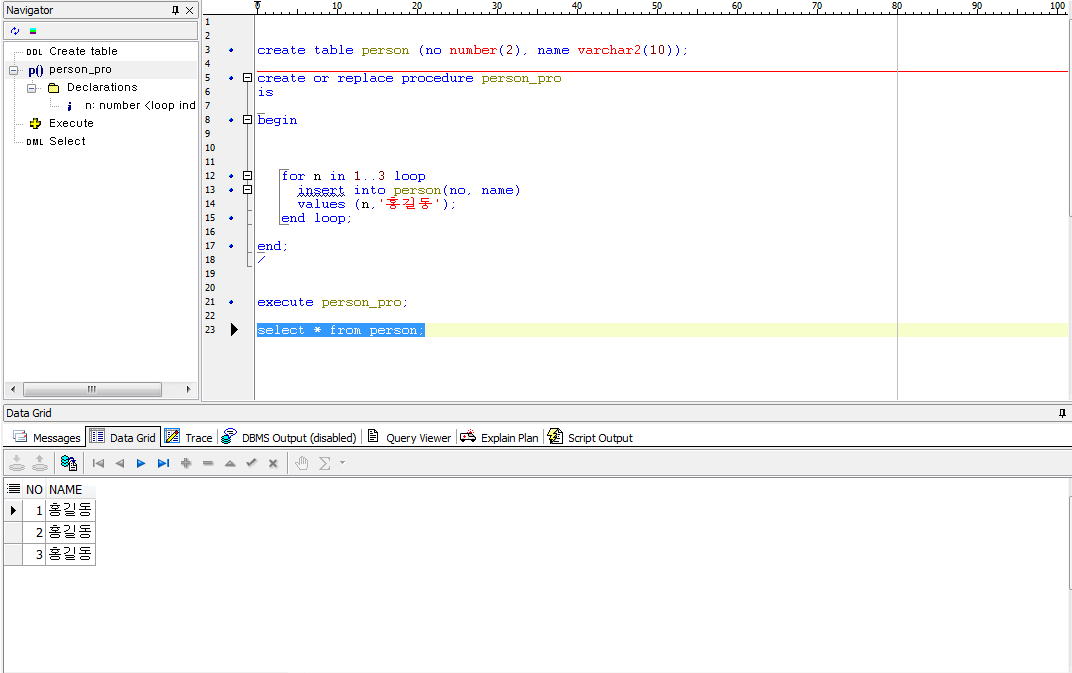 Navigator
DDL Create table
p() person_pro
Declarations
n: number <loop ind
Execute
DML Select
0 10 20 30 40 50 60 70 80 90 100
1
2
3 create table person (no number(2), name varchar2(10));
4
5 create or replace procedure person_pro
6 is
7
8 begin
9
10
11
12 for n in 1..3 loop
13 insert into person(no, name)
14 values (n,'홍길동');
15 end loop;
16
17 end;
18 /
19
20
21 execute person_pro;
22
23 select * from person;
Data Grid
Messages Data Grid Trace DBMS Output (disabled) Query Viewer Explain Plan Script Output
NO NAME
1 홍길동
2 홍길동
3 홍길동